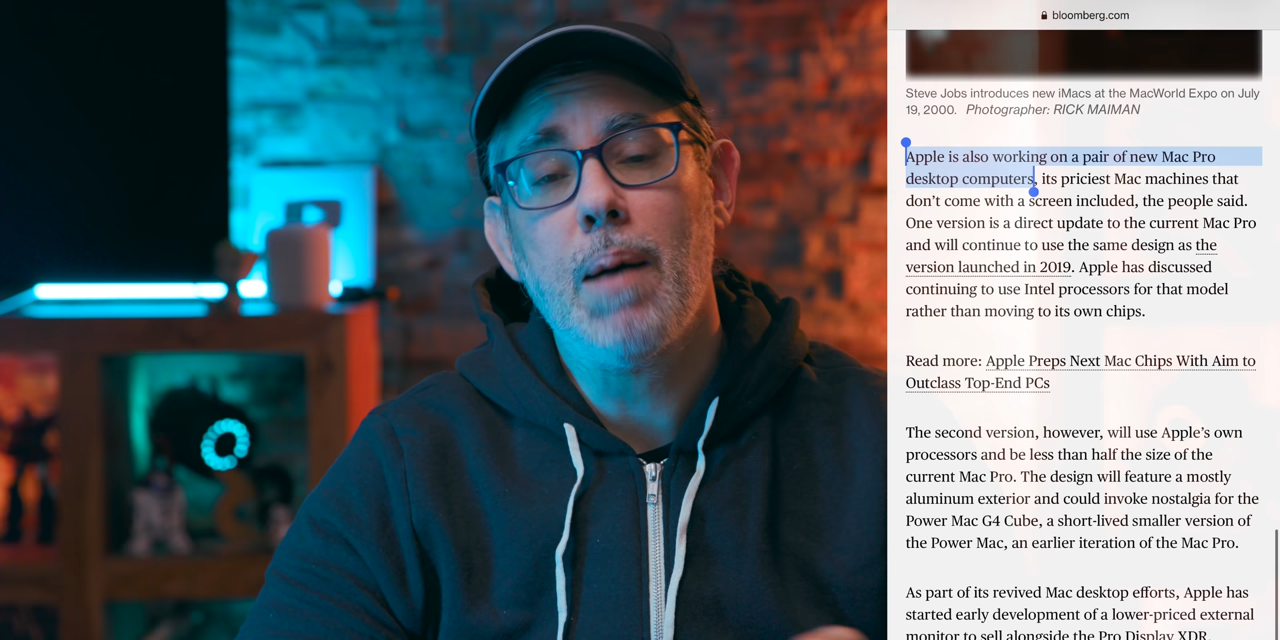 bloomberg.com
Steve Jobs introduces new iMacs at the MacWorld Expo on July
19, 2000. Photographer: RICK MAIMAN
Apple is also working on a pair of new Mac Pro
desktop computers, its priciest Mac machines that
don’t come with a screen included, the people said.
One version is a direct update to the current Mac Pro
and will continue to use the same design as the
version launched in 2019. Apple has discussed
continuing to use Intel processors for that model
rather than moving to its own chips.
Read more: Apple Preps Next Mac Chips With Aim to
Outclass Top-End PCs
The second version, however, will use Apple’s own
processors and be less than half the size of the
current Mac Pro. The design will feature a mostly
aluminum exterior and could invoke nostalgia for the
Power Mac G4 Cube, a short-lived smaller version of
the Power Mac, an earlier iteration of the Mac Pro.
As part of its revived Mac desktop efforts, Apple has
started early development of a lower-priced external
monitor to sell alongside the Pro Display XDR